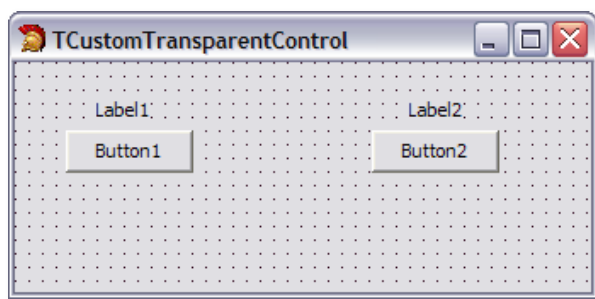 TCustomTransparentControl
Label1 Label2
Button1 Button2